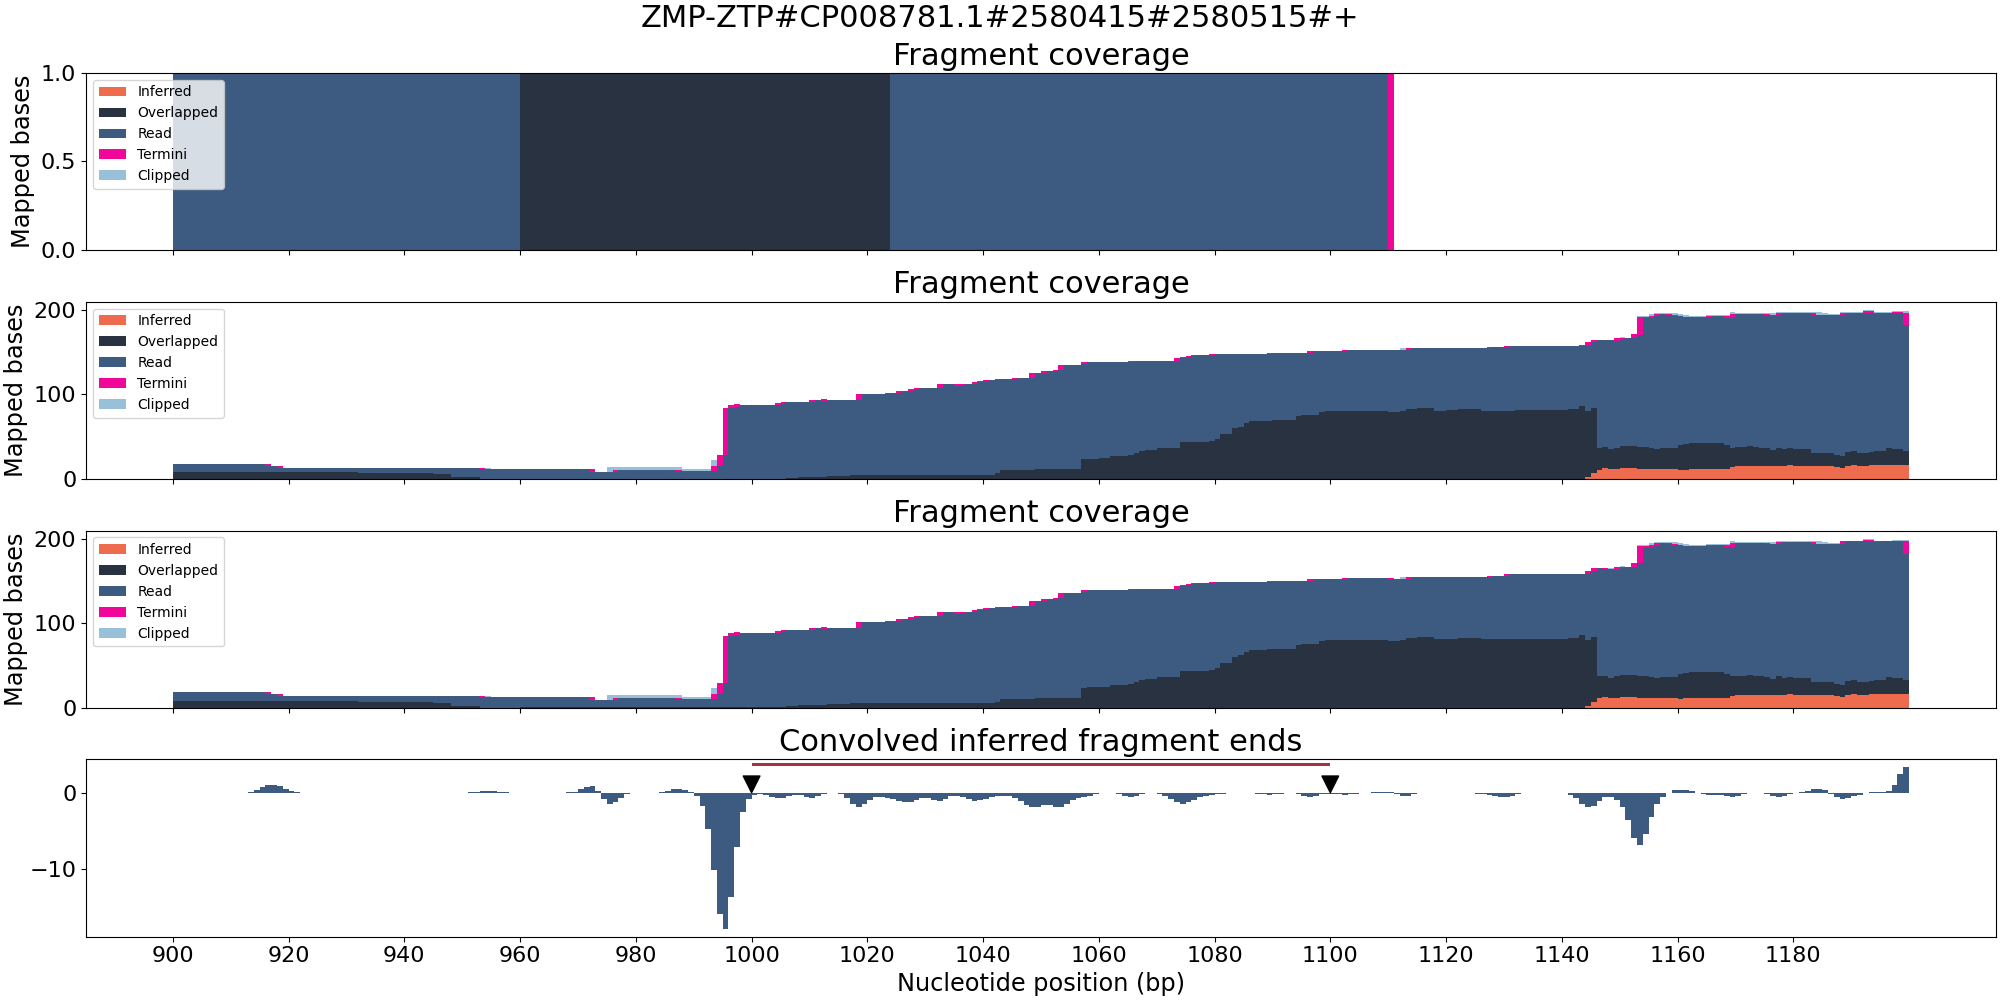 ZMP-ZTP#CP008781.1#2580415#2580515#+
Fragment coverage
Mapped bases
1.0
0.5
0.0
Inferred
Overlapped
Read
Termini
Clipped
Fragment coverage
Mapped bases
200
100
0
Inferred
Overlapped
Read
Termini
Clipped
Fragment coverage
Mapped bases
200
100
0
Inferred
Overlapped
Read
Termini
Clipped
Convolved inferred fragment ends
0
−10
900 920 940 960 980 1000 1020 1040 1060 1080 1100 1120 1140 1160 1180
Nucleotide position (bp)